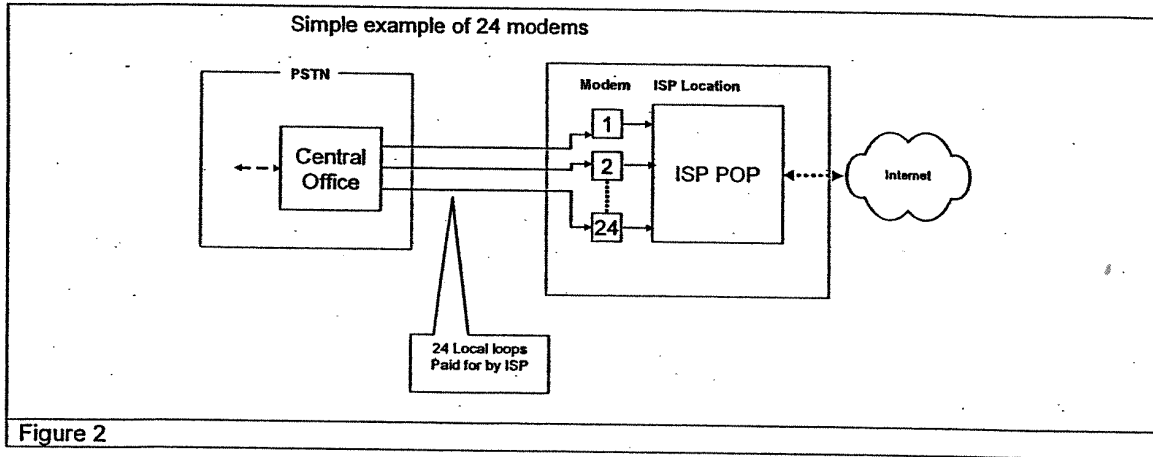 Simple example of 24 modems
PSTN
Modem
ISP Location
1
Central
Office
2
ISP POP
Internet
24
24 Local loops
Paid for by ISP
Figure 2